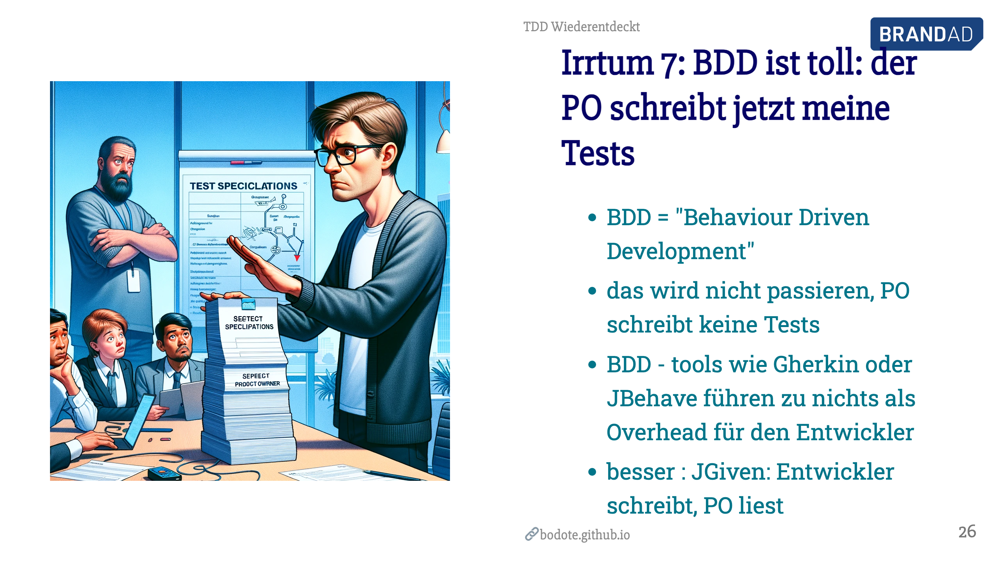 TDD Wiederentdeckt
BRANDAD
Irrtum 7: BDD ist toll: der
PO schreibt jetzt meine
Tests
TEST SPECICLATIONS
Sundjban
SEETECT
SPECLIPATIONS
SEPEECT
PRDOCT OWRNER
• BDD = "Behaviour Driven
Development"
• das wird nicht passieren, PO
schreibt keine Tests
• BDD - tools wie Gherkin oder
JBehave führen zu nichts als
Overhead für den Entwickler
• besser : JGiven: Entwickler
schreibt, PO liest
bodote.github.io
26